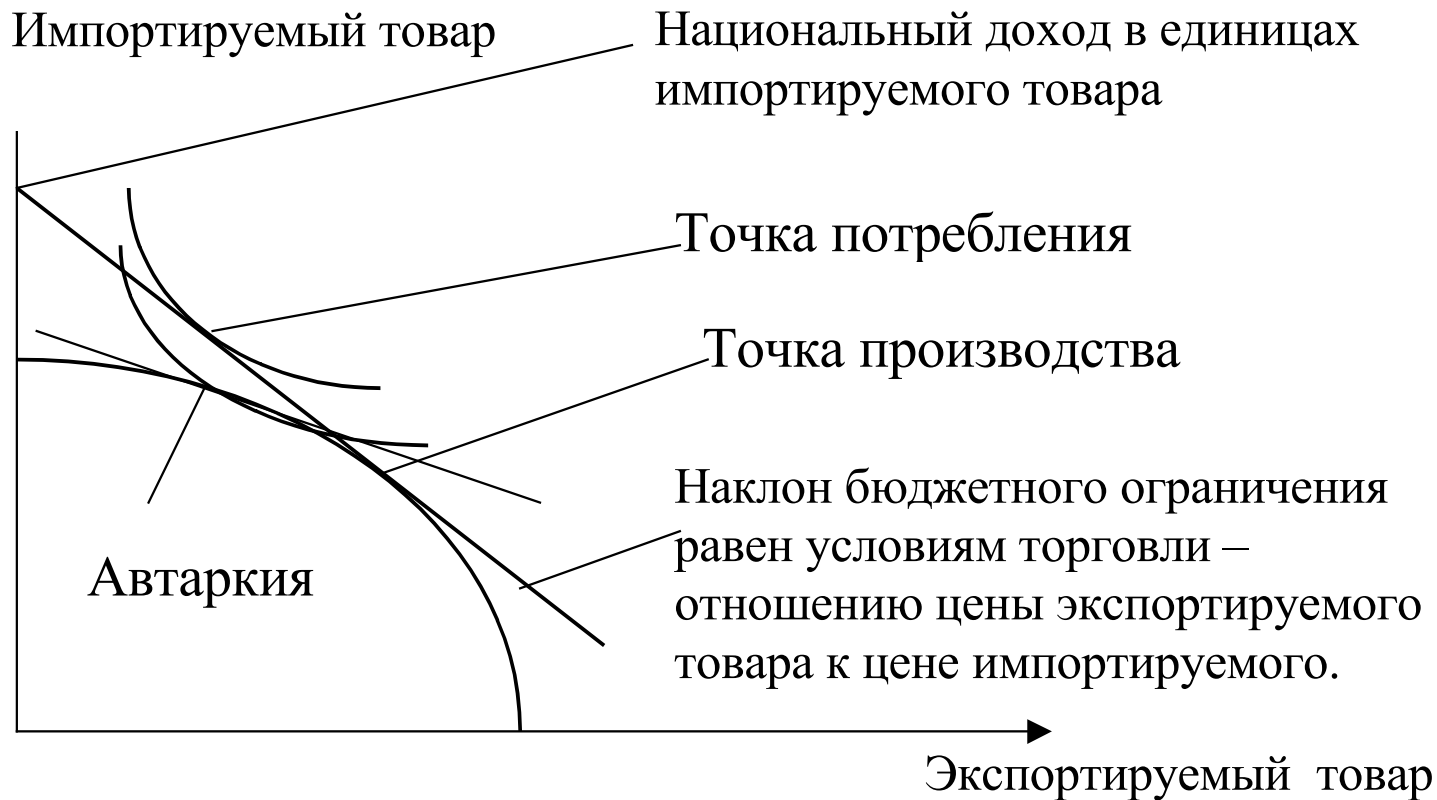 Импортируемый товар
Национальный доход в единицах
импортируемого товара
Точка потребления
Точка производства
Наклон бюджетного ограничения
равен условиям торговли –
отношению цены экспортируемого
товара к цене импортируемого.
Автаркия
Экспортируемый товар